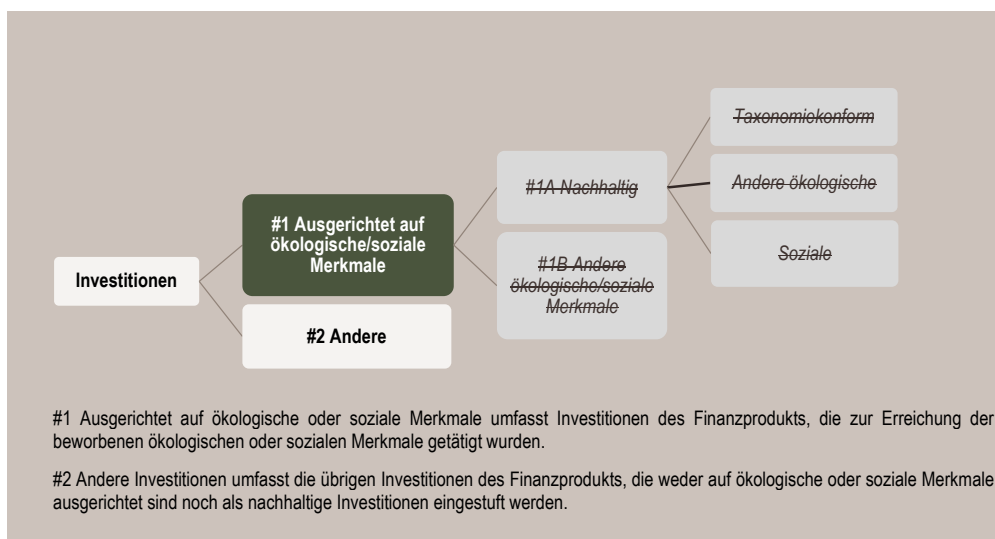 Taxonomiekonform
#1A Nachhaltig
Andere ökologische
#1 Ausgerichtet auf
ökologische/soziale
Merkmale
Soziale
#1B Andere
ökologische/soziale
Merkmale
Investitionen
#2 Andere
#1 Ausgerichtet auf ökologische oder soziale Merkmale umfasst Investitionen des Finanzprodukts, die zur Erreichung der
beworbenen ökologischen oder sozialen Merkmale getätigt wurden.
#2 Andere Investitionen umfasst die übrigen Investitionen des Finanzprodukts, die weder auf ökologische oder soziale Merkmale
ausgerichtet sind noch als nachhaltige Investitionen eingestuft werden.